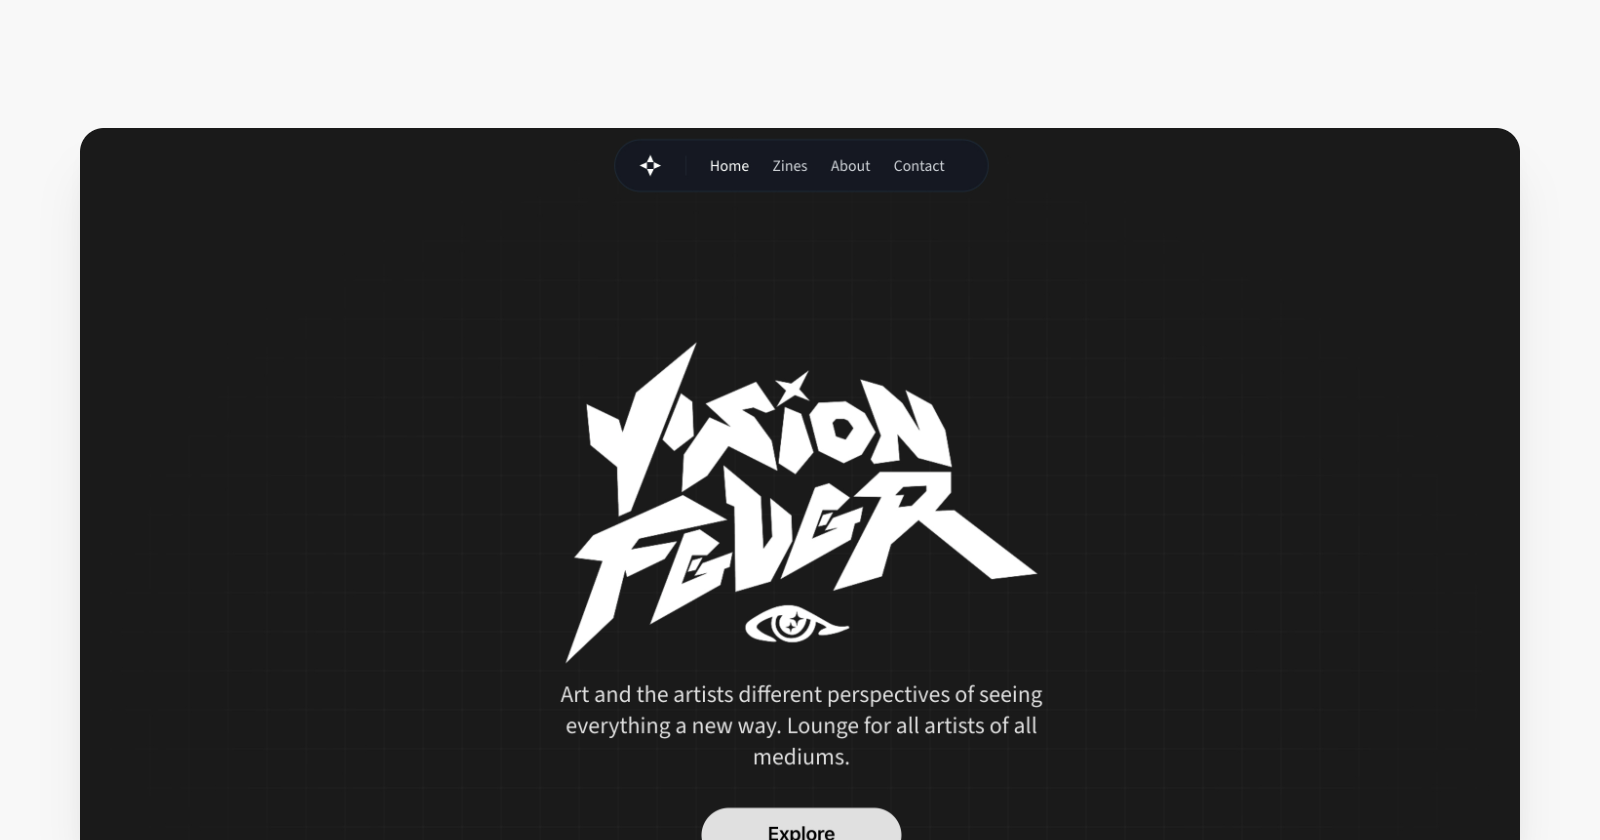 Home Zines About Contact
ViSiON
FEVER
Art and the artists different perspectives of seeing
everything a new way. Lounge for all artists of all
mediums.
Explore